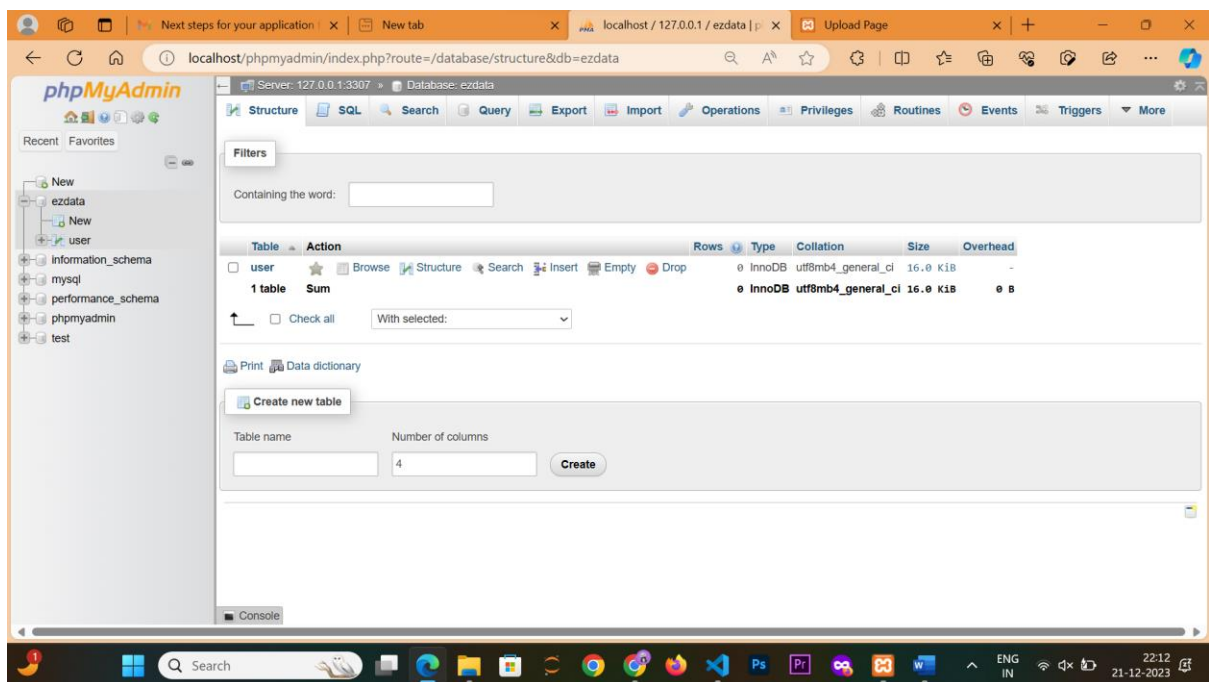 Next steps for your application
New tab
localhost / 127.0.0.1 / ezdata | p
Upload Page
localhost/phpmyadmin/index.php?route=/database/structure&db=ezdata
phpMyAdmin
Recent Favorites
New
ezdata
New
user
information_schema
mysql
performance_schema
phpmyadmin
test
Server: 127.0.0.1:3307 » Database: ezdata
Structure SQL Search Query Export Import Operations Privileges Routines Events Triggers More
Filters
Containing the word:
Table Action Rows Type Collation Size Overhead
user Browse Structure Search Insert Empty Drop 0 InnoDB utf8mb4_general_ci 16.0 KiB -
1 table Sum 0 InnoDB utf8mb4_general_ci 16.0 KiB 0 B
Check all With selected:
Print Data dictionary
Create new table
Table name Number of columns
4 Create
Console
1
Search
Ps
Pr
W
ENG
IN
22:12
21-12-2023